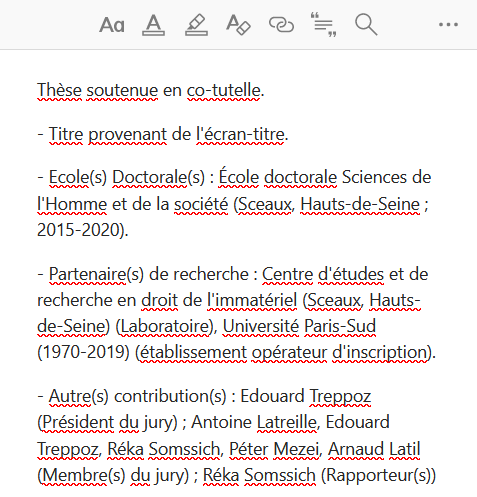 Aa A A
Thèse soutenue en co-tutelle.
- Titre provenant de l'écran-titre.
- Ecole(s) Doctorale(s) : École doctorale Sciences de
l'Homme et de la société (Sceaux, Hauts-de-Seine ;
2015-2020).
- Partenaire(s) de recherche : Centre d'études et de
recherche en droit de l'immatériel (Sceaux, Hauts-
de-Seine) (Laboratoire), Université Paris-Sud
(1970-2019) (établissement opérateur d'inscription).
- Autre(s) contribution(s) : Edouard Treppoz
(Président du jury) ; Antoine Latreille, Edouard
Treppoz, Réka Somssich, Péter Mezei, Arnaud Latil
(Membre(s) du jury) ; Réka Somssich (Rapporteur(s))